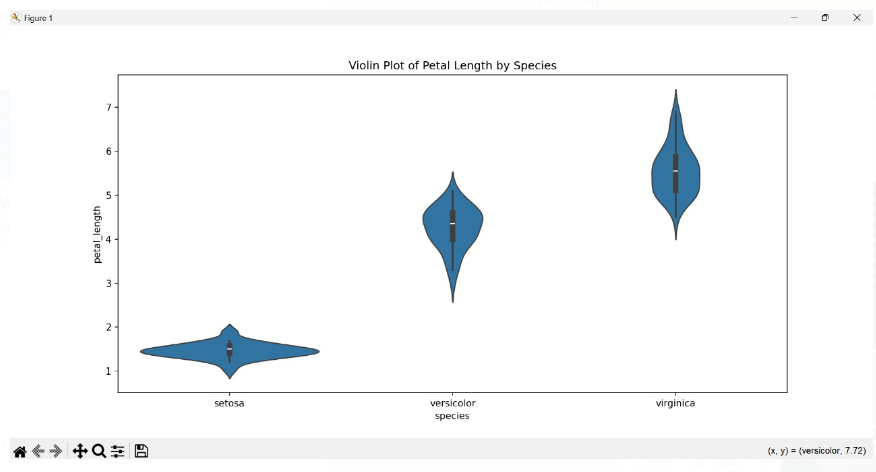 Figure 1
Violin Plot of Petal Length by Species
7
6
5
4
3
2
1
petal_length
setosa versicolor virginica
species
(x, y) = (versicolor, 7.72)